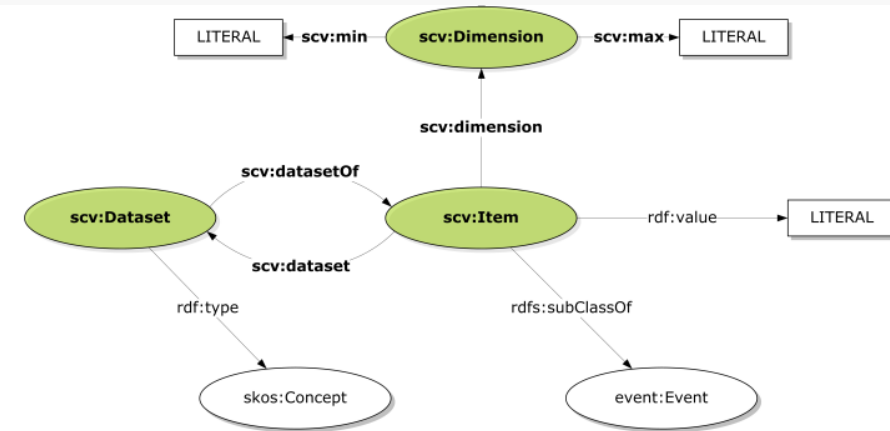 LITERAL
scv:min
scv:Dimension
scv:max
LITERAL
scv:dimension
scv:datasetOf
scv:Dataset
scv:Item
rdf:value
LITERAL
scv:dataset
rdf:type
rdfs:subClassOf
skos:Concept
event:Event